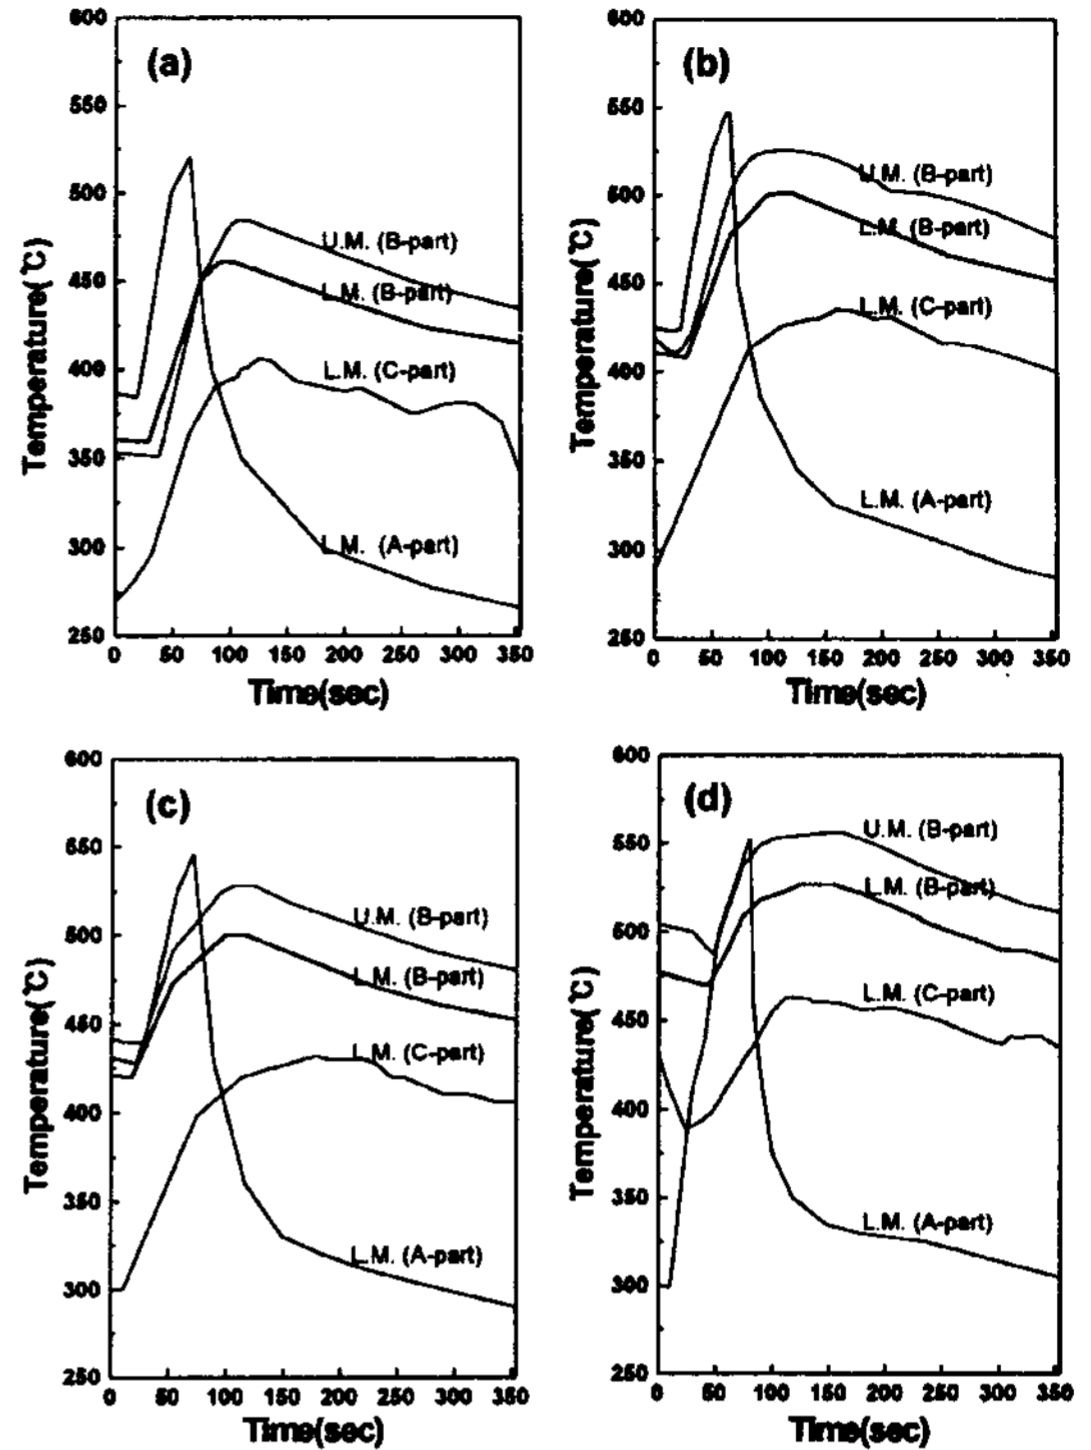 (a)
600
550
500
450
400
350
300
250
Temperature(℃)
U.M. (B-part)
L.M. (B-part)
L.M. (C-part)
L.M. (A-part)
0 50 100 150 200 250 300 350
Time(sec)
(b)
600
550
500
450
400
350
300
250
Temperature(℃)
U.M. (B-part)
L.M. (B-part)
L.M. (C-part)
L.M. (A-part)
0 50 100 150 200 250 300 350
Time(sec)
(c)
600
550
500
450
400
350
300
250
Temperature(℃)
U.M. (B-part)
L.M. (B-part)
L.M. (C-part)
L.M. (A-part)
0 50 100 150 200 250 300 350
Time(sec)
(d)
600
550
500
450
400
350
300
250
Temperature(℃)
U.M. (B-part)
L.M. (B-part)
L.M. (C-part)
L.M. (A-part)
0 50 100 150 200 250 300 350
Time(sec)